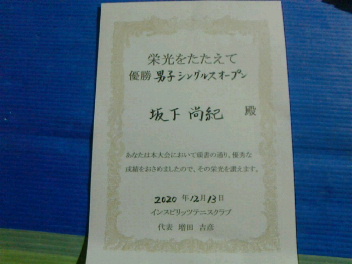 栄光をたたえて
優勝 男子シングルスオープン
坂下 尚紀 殿
あなたは本大会において頭書の通り、優秀な
成績をおさめましたので、その栄光を讃えます。
2020年12月13日
インスピリッツテニスクラブ
代表 増田 吉彦